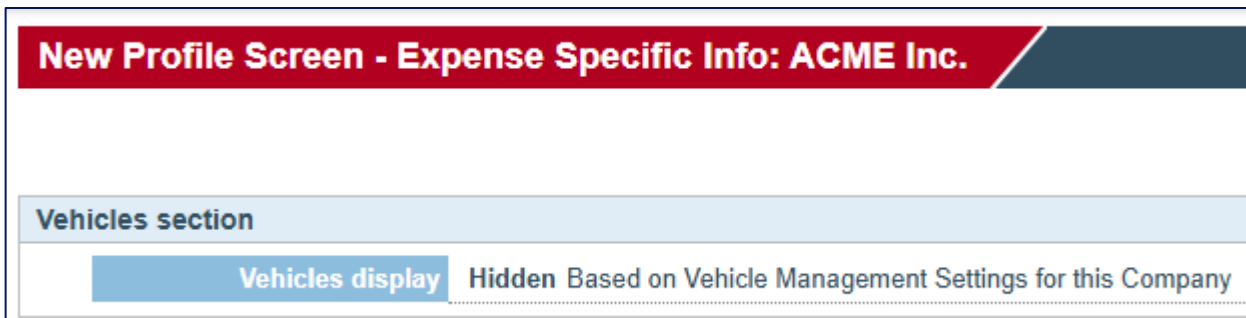 New Profile Screen - Expense Specific Info: ACME Inc.
Vehicles section
Vehicles display Hidden Based on Vehicle Management Settings for this Company